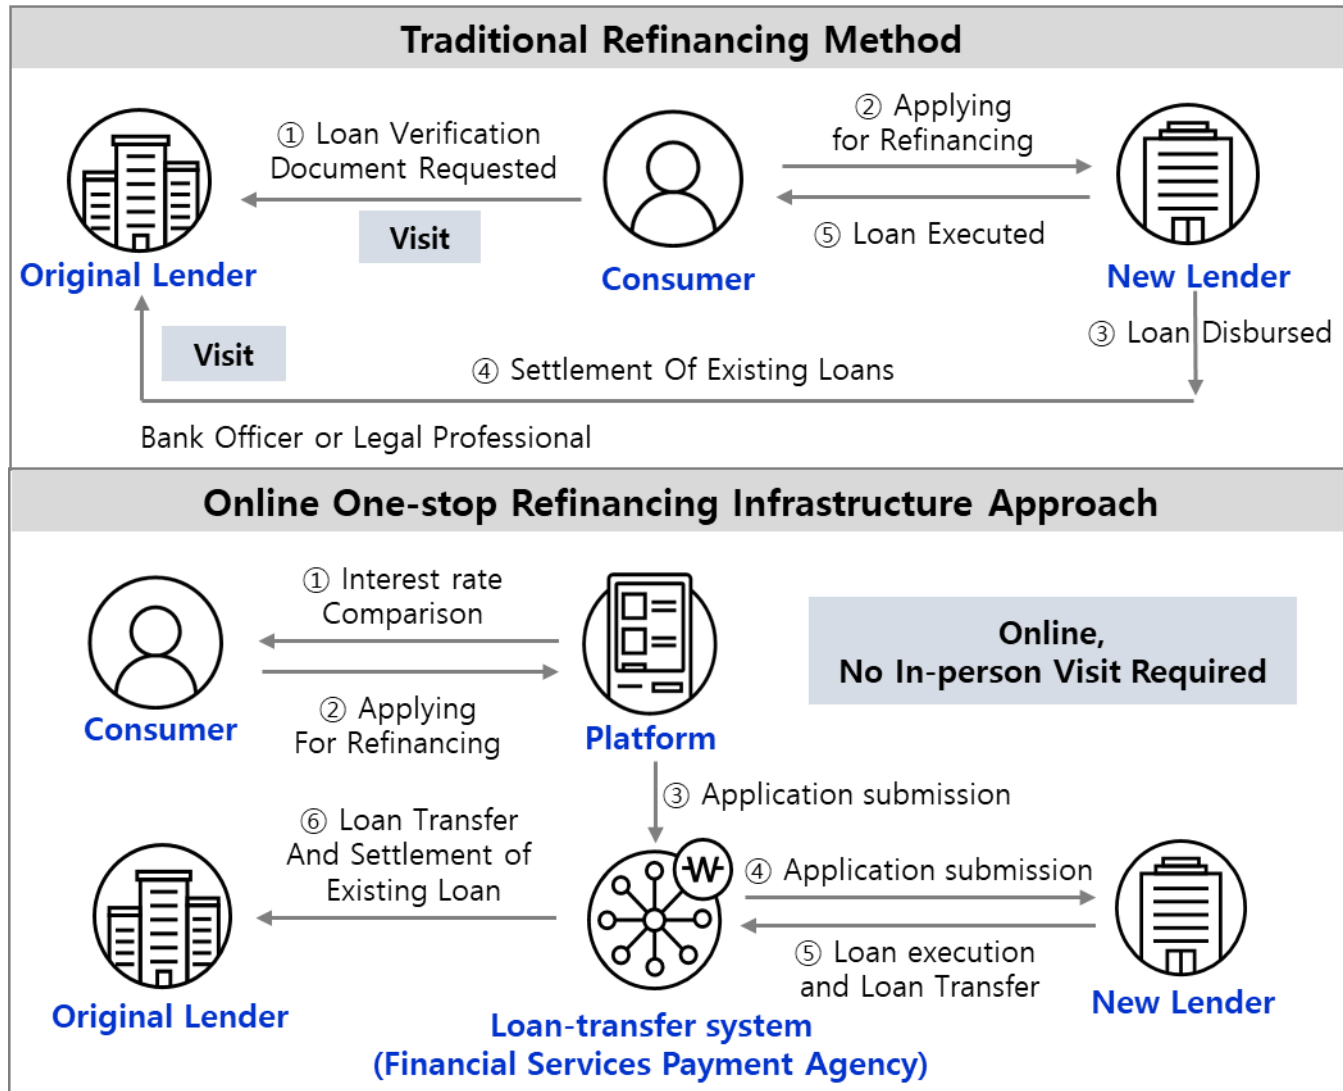 Traditional Refinancing Method
① Loan Verification
Document Requested
Visit
② Applying
for Refinancing
⑤ Loan Executed
Original Lender
Consumer
New Lender
③ Loan Disbursed
Visit
④ Settlement Of Existing Loans
Bank Officer or Legal Professional
Online One-stop Refinancing Infrastructure Approach
① Interest rate
Comparison
② Applying
For Refinancing
Consumer
Platform
Online,
No In-person Visit Required
③ Application submission
⑥ Loan Transfer
And Settlement of
Existing Loan
W
④ Application submission
⑤ Loan execution
and Loan Transfer
Original Lender
Loan-transfer system
(Financial Services Payment Agency)
New Lender